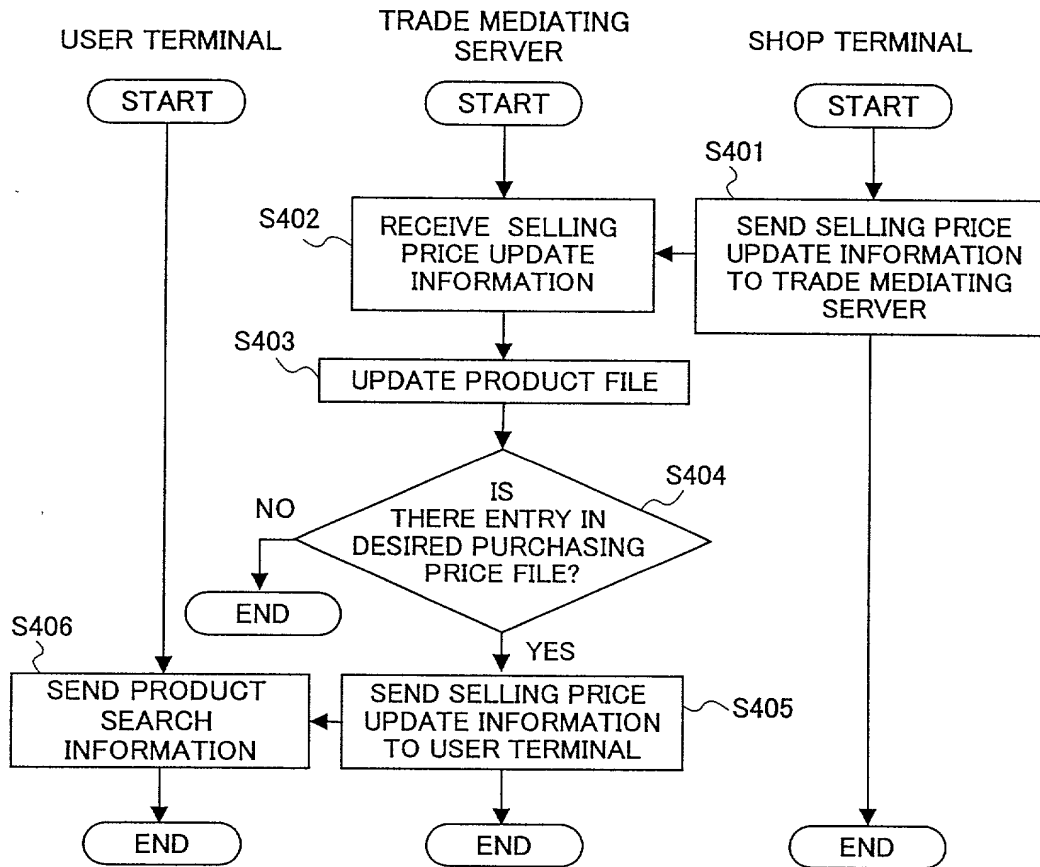 USER TERMINAL
TRADE MEDIATING
SERVER
SHOP TERMINAL
START
START
START
S401
SEND SELLING PRICE
UPDATE INFORMATION
TO TRADE MEDIATING
SERVER
S402
RECEIVE SELLING
PRICE UPDATE
INFORMATION
S403
UPDATE PRODUCT FILE
S404
IS
THERE ENTRY IN
DESIRED PURCHASING
PRICE FILE?
NO
END
YES
S406
SEND PRODUCT
SEARCH
INFORMATION
SEND SELLING PRICE
UPDATE INFORMATION
TO USER TERMINAL
S405
END
END
END